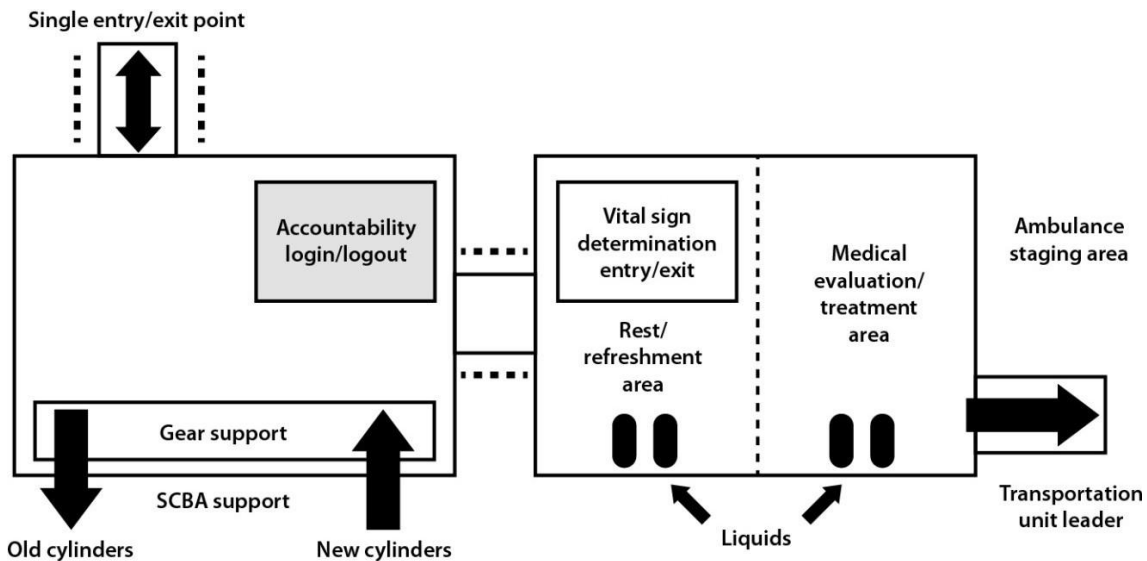 Single entry/exit point
Accountability
login/logout
Vital sign
determination
entry/exit
Medical
evaluation/
treatment
area
Ambulance
staging area
Rest/
refreshment
area
Gear support
SCBA support
Old cylinders
New cylinders
Liquids
Transportation
unit leader